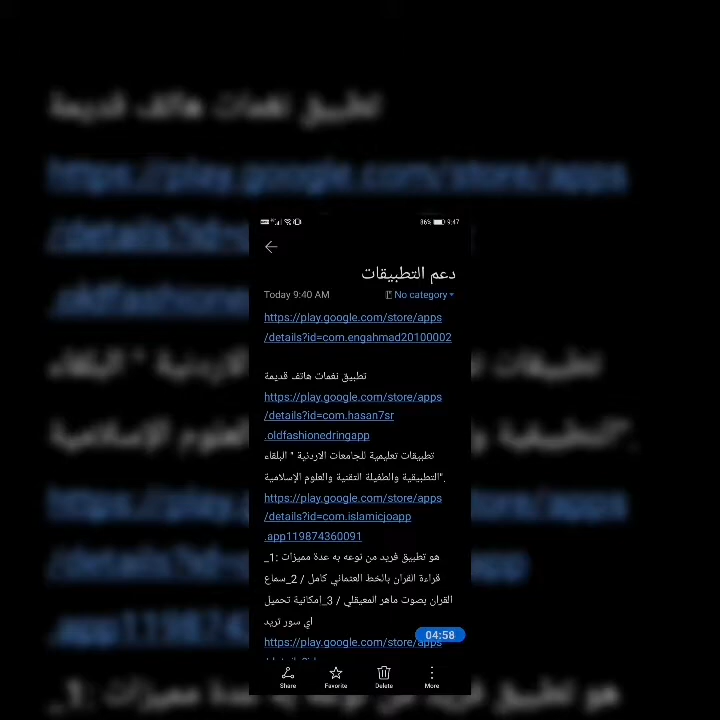 86% 9:47
دعم التطبيقات
Today 9:40 AM
No category
https://play.google.com/store/apps
/details?id=com.engahmad20100002
تطبيق نغمات هاتف قديمة
https://play.google.com/store/apps
/details?id=com.hasan7sr
.oldfashionedringapp
تطبيقات تعليمية للجامعات الاردنية " البلقاء
التطبيقية والطفيلة التقنية والعلوم الإسلامية".
https://play.google.com/store/apps
/details?id=com.islamicjoapp
.app119874360091
هو تطبيق فريد من نوعه به عدة مميزات :1_
قراءة القران بالخط العثماني كامل / 2_سماع
القران بصوت ماهر المعيقلي / 3_امكانية تحميل
اي سور تريد
04:58
https://play.google.com/store/apps
Share Favorite Delete More